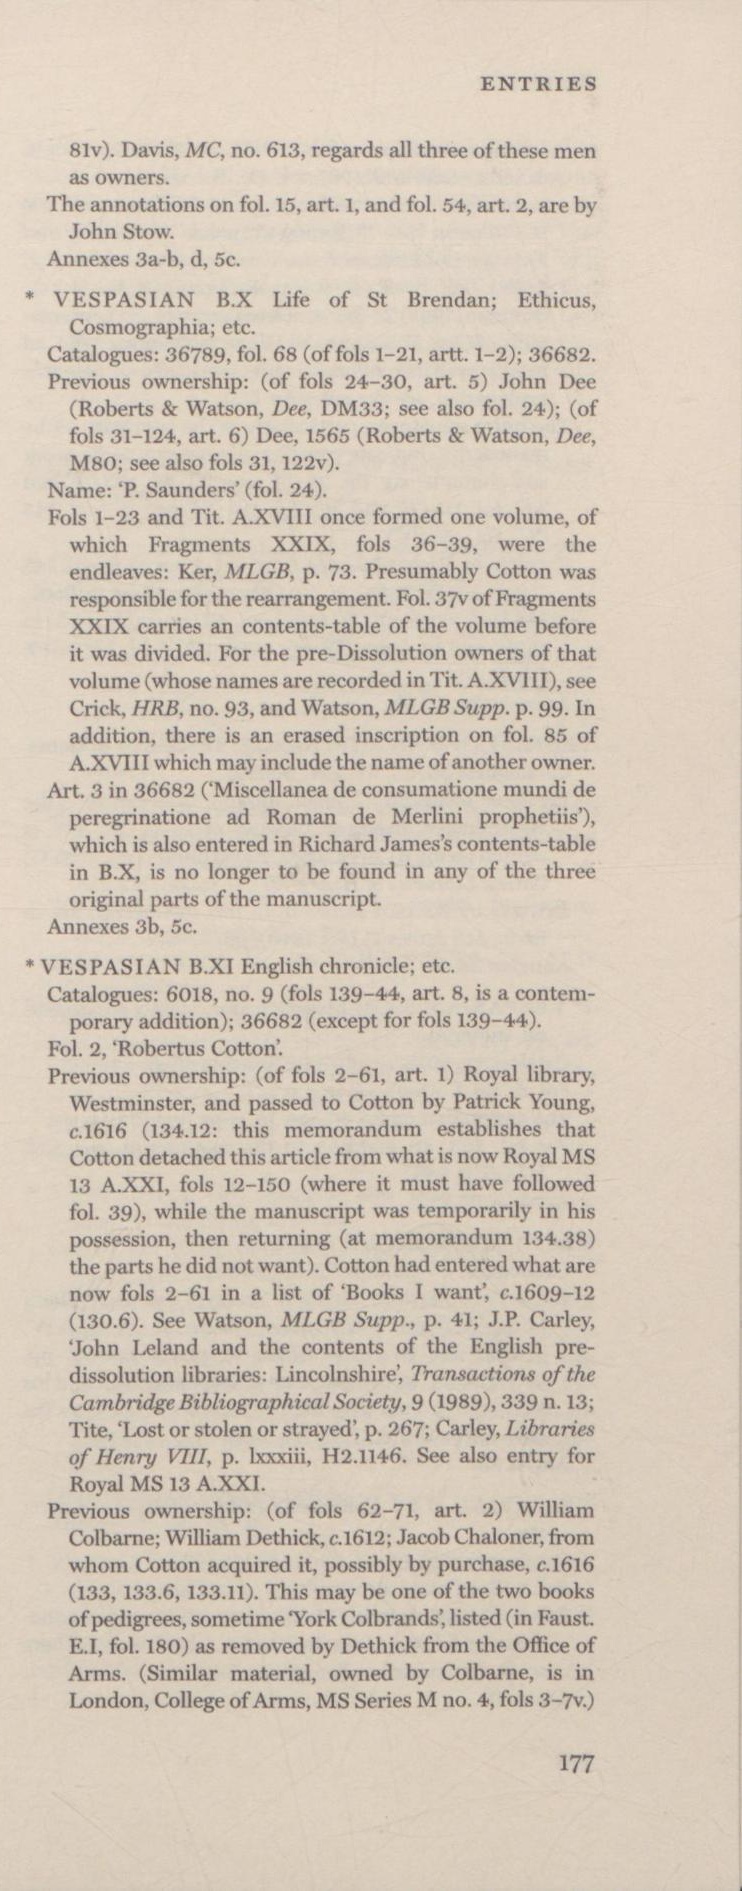 ENTRIES
81v). Davis, MC, no. 613, regards all three of these men
as owners.
The annotations on fol. 15, art. 1, and fol. 54, art. 2, are by
John Stow.
Annexes 3a-b, d, 5c.
* VESPASIAN B.X Life of St Brendan; Ethicus,
Cosmographia; etc.
Catalogues: 36789, fol. 68 (of fols 1–21, artt. 1–2); 36682.
Previous ownership: (of fols 24–30, art. 5) John Dee
(Roberts & Watson, Dee, DM33; see also fol. 24); (of
fols 31–124, art. 6) Dee, 1565 (Roberts & Watson, Dee,
M80; see also fols 31, 122v).
Name: ‘P. Saunders’ (fol. 24).
Fols 1–23 and Tit. A.XVIII once formed one volume, of
which Fragments XXIX, fols 36–39, were the
endleaves: Ker, MLGB, p. 73. Presumably Cotton was
responsible for the rearrangement. Fol. 37v of Fragments
XXIX carries an contents-table of the volume before
it was divided. For the pre-Dissolution owners of that
volume (whose names are recorded in Tit. A.XVIII), see
Crick, HRB, no. 93, and Watson, MLGB Supp. p. 99. In
addition, there is an erased inscription on fol. 85 of
A.XVIII which may include the name of another owner.
Art. 3 in 36682 (‘Miscellanea de consumatione mundi de
peregrinatione ad Roman de Merlini prophetiis’),
which is also entered in Richard James’s contents-table
in B.X, is no longer to be found in any of the three
original parts of the manuscript.
Annexes 3b, 5c.
* VESPASIAN B.XI English chronicle; etc.
Catalogues: 6018, no. 9 (fols 139–44, art. 8, is a contem-
porary addition); 36682 (except for fols 139–44).
Fol. 2, ‘Robertus Cotton’.
Previous ownership: (of fols 2–61, art. 1) Royal library,
Westminster, and passed to Cotton by Patrick Young,
c.1616 (134.12: this memorandum establishes that
Cotton detached this article from what is now Royal MS
13 A.XXI, fols 12–150 (where it must have followed
fol. 39), while the manuscript was temporarily in his
possession, then returning (at memorandum 134.38)
the parts he did not want). Cotton had entered what are
now fols 2–61 in a list of ‘Books I want’, c.1609–12
(130.6). See Watson, MLGB Supp., p. 41; J.P. Carley,
‘John Leland and the contents of the English pre-
dissolution libraries: Lincolnshire’, Transactions of the
Cambridge Bibliographical Society, 9 (1989), 339 n. 13;
Tite, ‘Lost or stolen or strayed’, p. 267; Carley, Libraries
of Henry VIII, p. lxxxiii, H2.1146. See also entry for
Royal MS 13 A.XXI.
Previous ownership: (of fols 62–71, art. 2) William
Colbarne; William Dethick, c.1612; Jacob Chaloner, from
whom Cotton acquired it, possibly by purchase, c.1616
(133, 133.6, 133.11). This may be one of the two books
of pedigrees, sometime ‘York Colbrands’, listed (in Faust.
E.I, fol. 180) as removed by Dethick from the Office of
Arms. (Similar material, owned by Colbarne, is in
London, College of Arms, MS Series M no. 4, fols 3–7v.)
177